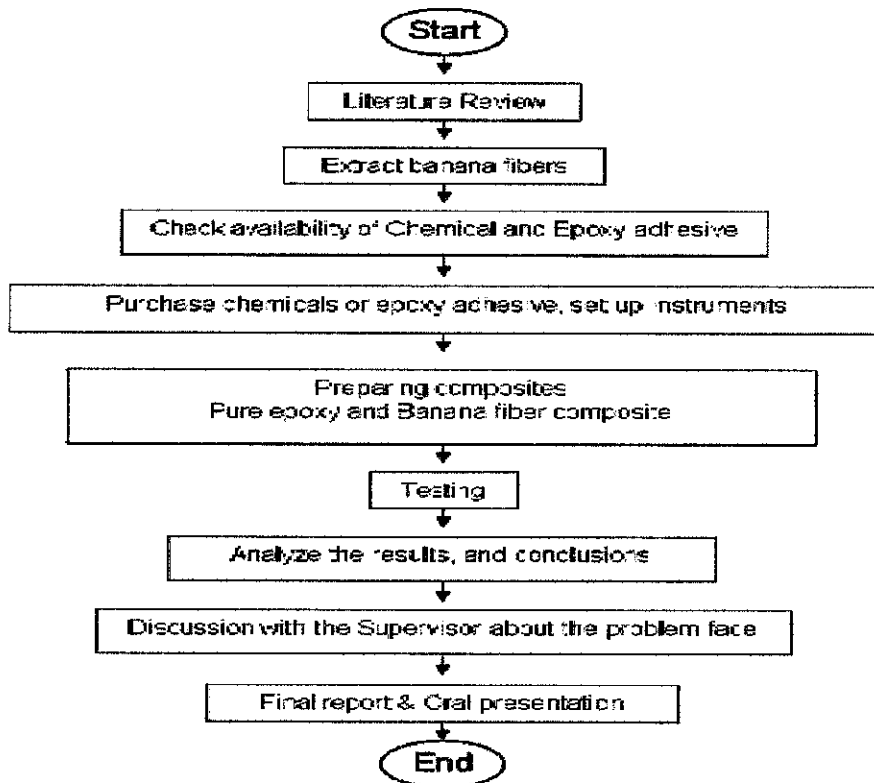 Start
Literature Review
Extract banana fibers
Check availability of Chemical and Epoxy adhesive
Purchase chemicals or epoxy adhesive, set up instruments
Preparing composites
Pure epoxy and Banana fiber composite
Testing
Analyze the results, and conclusions
Discussion with the Supervisor about the problem face
Final report & Oral presentation
End